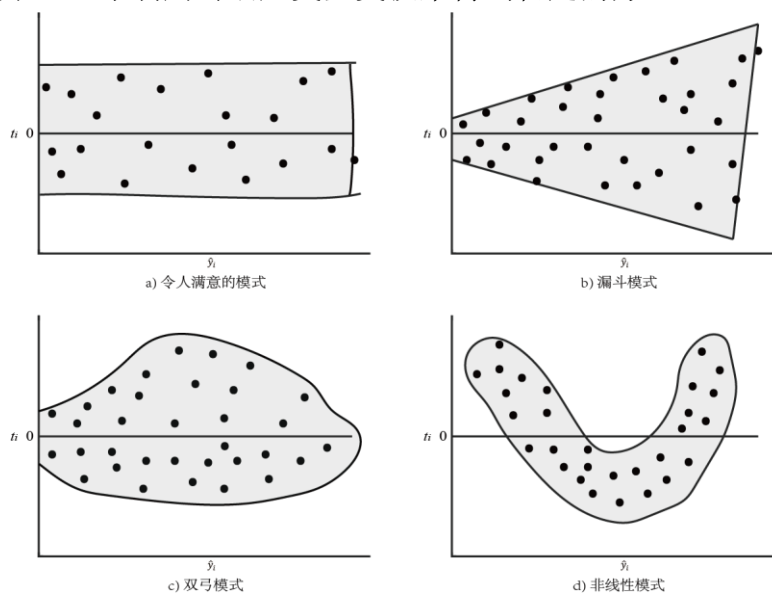 tᵢ 0
ŷᵢ
a) 令人满意的模式
tᵢ 0
ŷᵢ
b) 漏斗模式
tᵢ 0
ŷᵢ
c) 双弓模式
tᵢ 0
ŷᵢ
d) 非线性模式